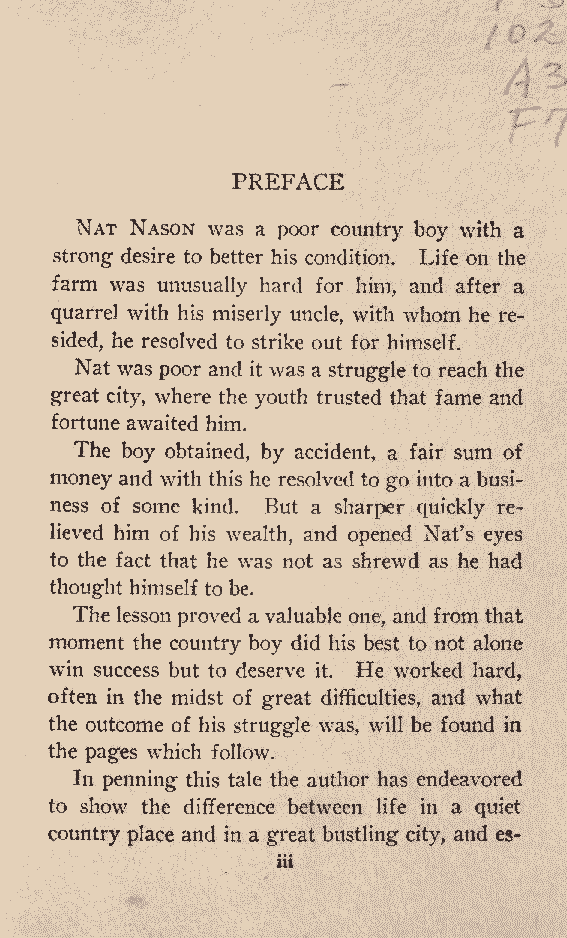 102
A3
F7
PREFACE
NAT NASON was a poor country boy with a
strong desire to better his condition. Life on the
farm was unusually hard for him, and after a
quarrel with his miserly uncle, with whom he re-
sided, he resolved to strike out for himself.
Nat was poor and it was a struggle to reach the
great city, where the youth trusted that fame and
fortune awaited him.
The boy obtained, by accident, a fair sum of
money and with this he resolved to go into a busi-
ness of some kind. But a sharper quickly re-
lieved him of his wealth, and opened Nat's eyes
to the fact that he was not as shrewd as he had
thought himself to be.
The lesson proved a valuable one, and from that
moment the country boy did his best to not alone
win success but to deserve it. He worked hard,
often in the midst of great difficulties, and what
the outcome of his struggle was, will be found in
the pages which follow.
In penning this tale the author has endeavored
to show the difference between life in a quiet
country place and in a great bustling city, and es-
iii